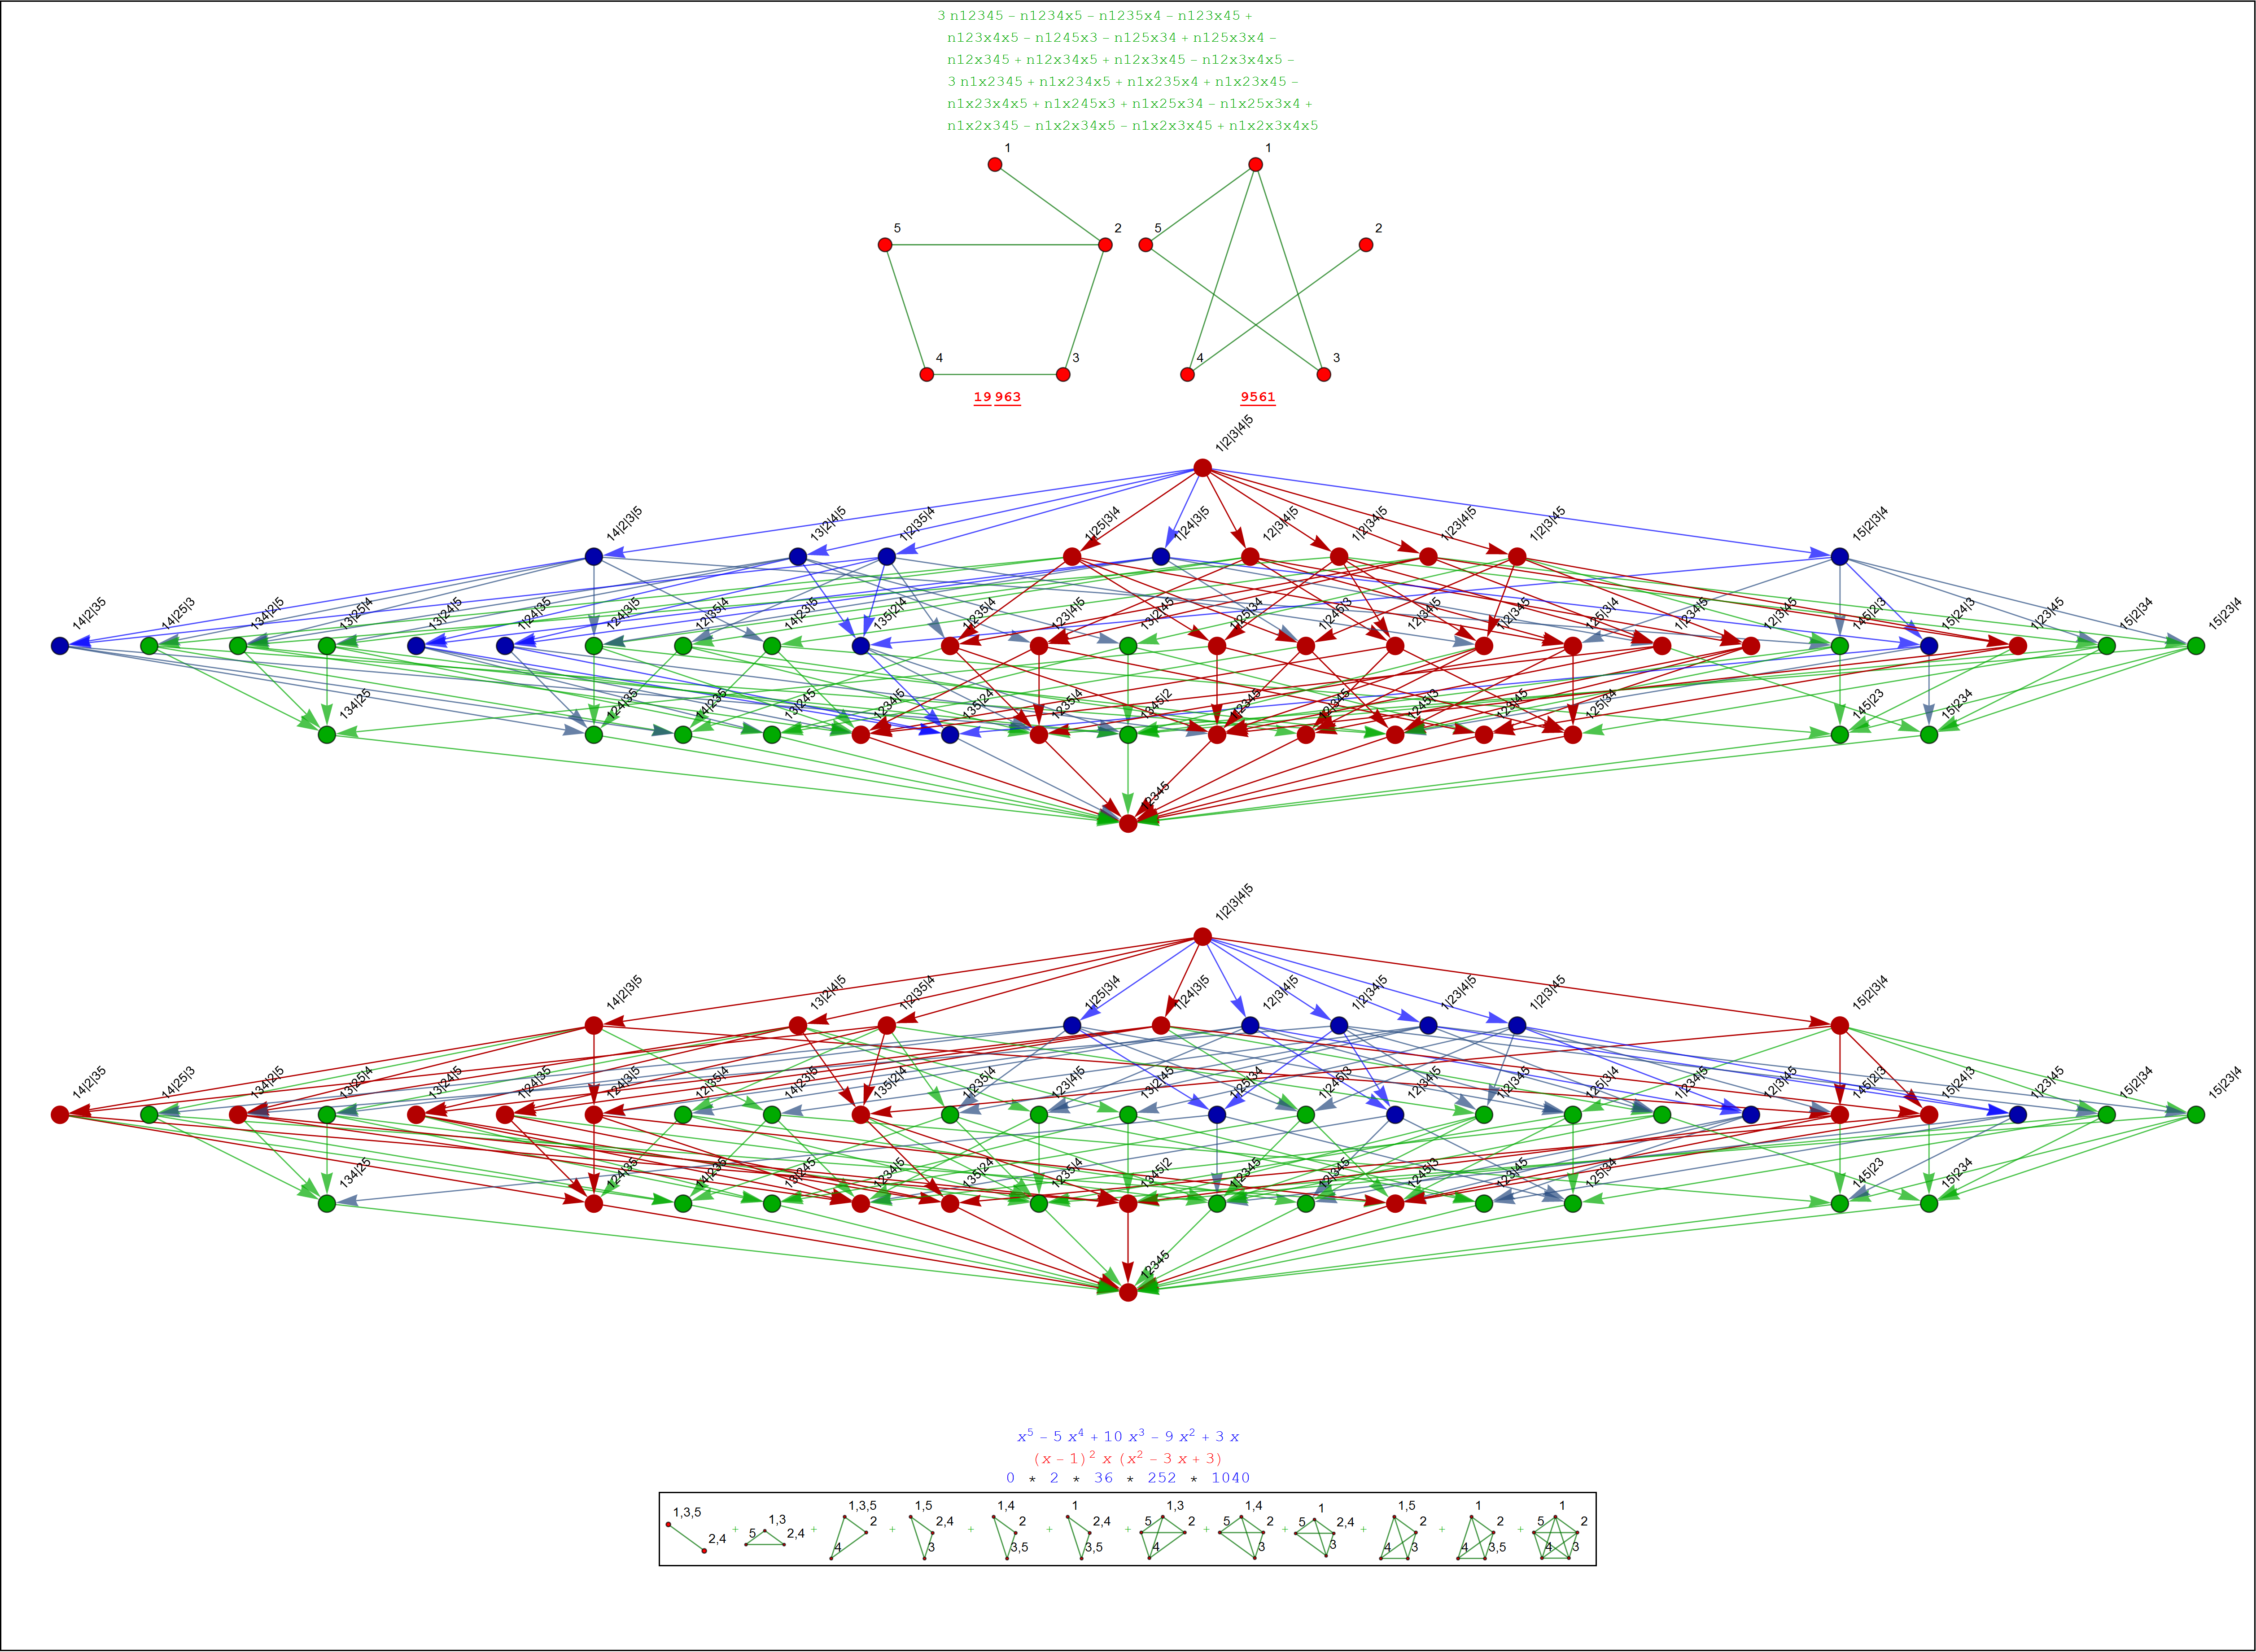 3 n12345 – n1234x5 – n1235x4 – n123x45 +
n123x4x5 – n1245x3 – n125x34 + n125x3x4 –
n12x345 + n12x34x5 + n12x3x45 – n12x3x4x5 –
3 n1x2345 + n1x234x5 + n1x235x4 + n1x23x45 –
n1x23x4x5 + n1x245x3 + n1x25x34 – n1x25x3x4 +
n1x2x345 – n1x2x34x5 – n1x2x3x45 + n1x2x3x4x5
1 1
5 2 5 2
4 3 4 3
19 963 9561
1|2|3|4|5
14|2|3|5 13|2|4|5 1|2|35|4 1|25|3|4 1|24|3|5 12|3|4|5 1|2|34|5 1|23|4|5 1|2|3|45 15|2|3|4
14|2|35 14|25|3 134|2|5 13|25|4 13|24|5 1|24|35 124|3|5 12|35|4 14|23|5 135|2|4 1|235|4 123|4|5 13|2|45 1|25|34 1|245|3 12|34|5 1|2|345 125|3|4 1|234|5 12|3|45 145|2|3 15|24|3 1|23|45 15|2|34 15|23|4
134|25 124|35 14|235 13|245 1234|5 135|24 1235|4 1345|2 1|2345 12|345 1245|3 123|45 125|34 145|23 15|234
12345
1|2|3|4|5
14|2|3|5 13|2|4|5 1|2|35|4 1|25|3|4 1|24|3|5 12|3|4|5 1|2|34|5 1|23|4|5 1|2|3|45 15|2|3|4
14|2|35 14|25|3 134|2|5 13|25|4 13|24|5 1|24|35 124|3|5 12|35|4 14|23|5 135|2|4 1|235|4 123|4|5 13|2|45 1|25|34 1|245|3 12|34|5 1|2|345 125|3|4 1|234|5 12|3|45 145|2|3 15|24|3 1|23|45 15|2|34 15|23|4
134|25 124|35 14|235 13|245 1234|5 135|24 1235|4 1345|2 1|2345 12|345 1245|3 123|45 125|34 145|23 15|234
12345
x⁵ – 5 x⁴ + 10 x³ – 9 x² + 3 x
(x – 1)² x (x² – 3 x + 3)
0 * 2 * 36 * 252 * 1040
1,3,5 2,4 + 5 1,3 2,4 + 1,3,5 2 4 + 1,5 2,4 3 + 1,4 2 3,5 + 1 2,4 3,5 + 1,3 5 2 4 + 1,4 5 2 3 + 1 5 2,4 3 + 1,5 2 4 3 + 1 2 4 3,5 + 1 5 2 4 3